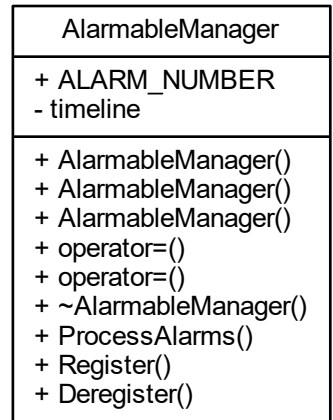 AlarmableManager
+ ALARM_NUMBER
- timeline
+ AlarmableManager()
+ AlarmableManager()
+ AlarmableManager()
+ operator=()
+ operator=()
+ ~AlarmableManager()
+ ProcessAlarms()
+ Register()
+ Deregister()